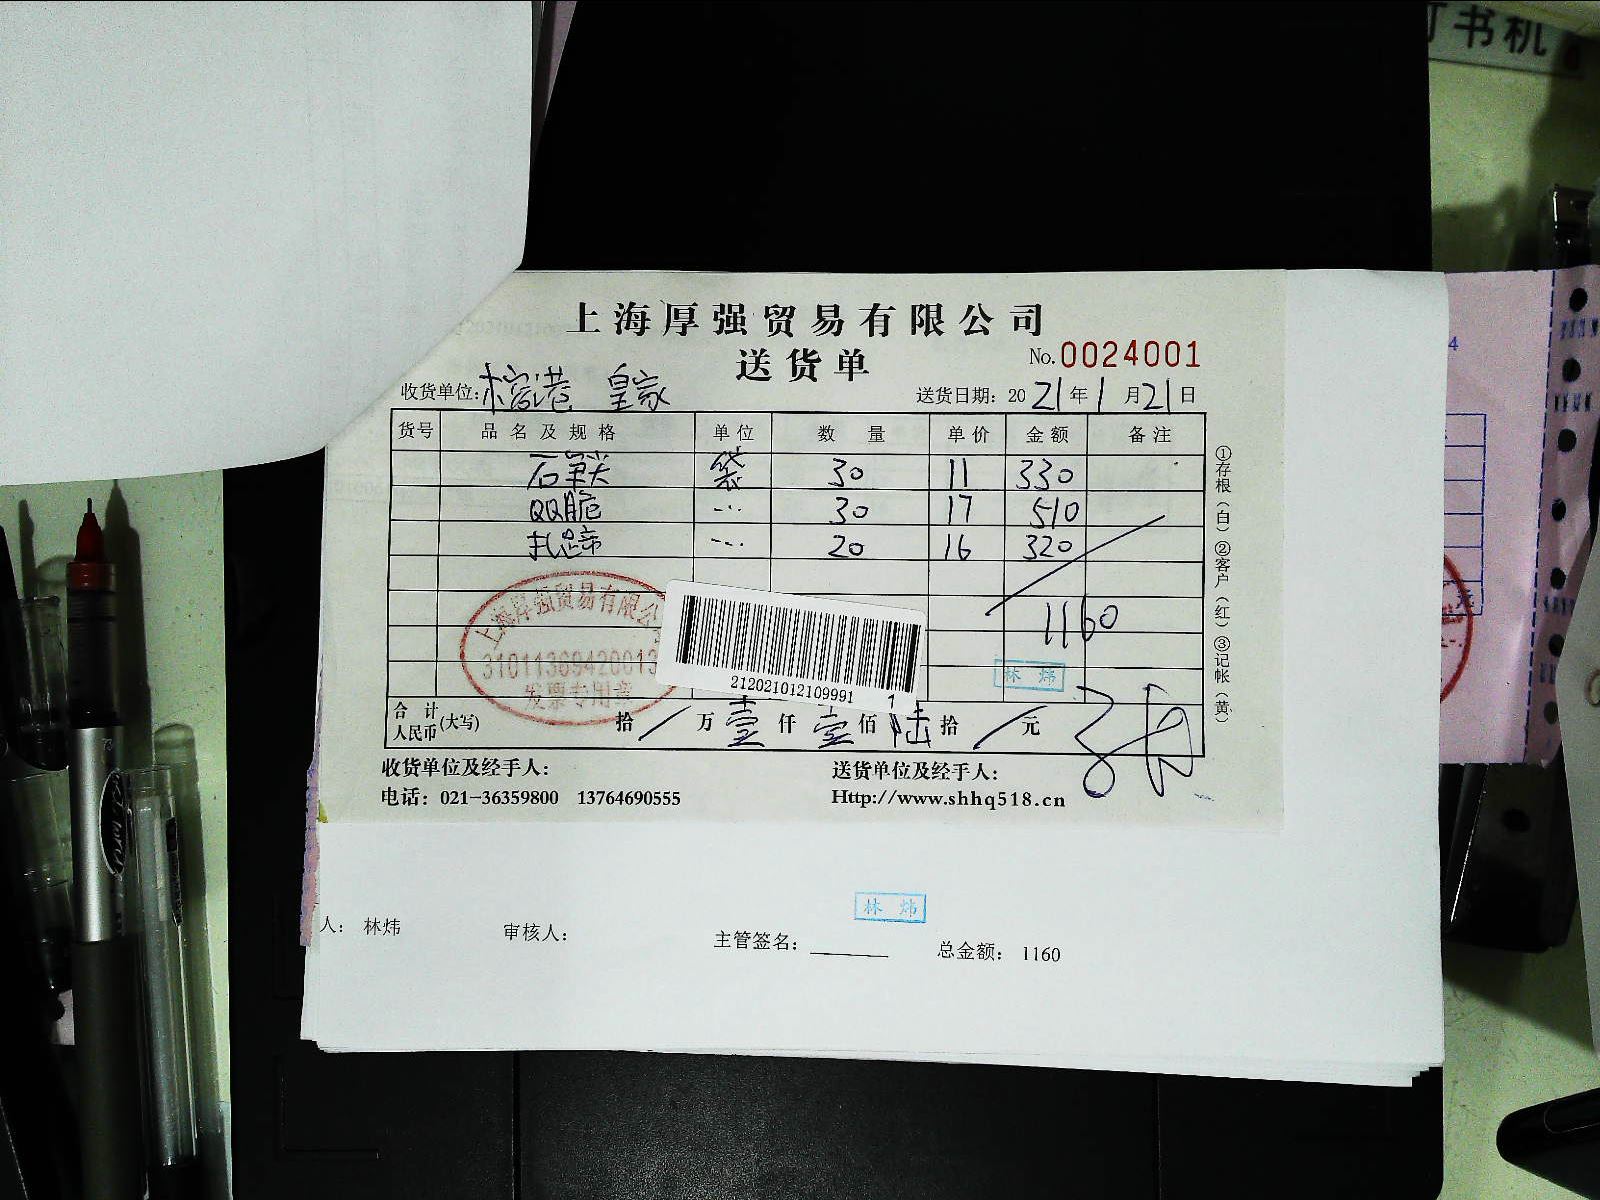 订书机
上海厚强贸易有限公司
送货单
No.0024001
收货单位: 港 皇家
送货日期: 2021年1月21日
货号 品名及规格 单位 数量 单价 金额 备注
袋 30 11 330
QQ脆 30 17 510
扎蹄 20 16 320
1160
上海厚强贸易有限公
31011369420013
发票专用章
212021012109991
1
林炜
合计人民币(大写) 拾 / 万 壹 仟 壹 佰 陆 拾 / 元
收货单位及经手人:
送货单位及经手人:
电话: 021-36359800 13764690555
Http://www.shhq518.cn
①存根(白)②客户(红)③记帐(黄)
林炜
人: 林炜
审核人:
主管签名:
总金额: 1160